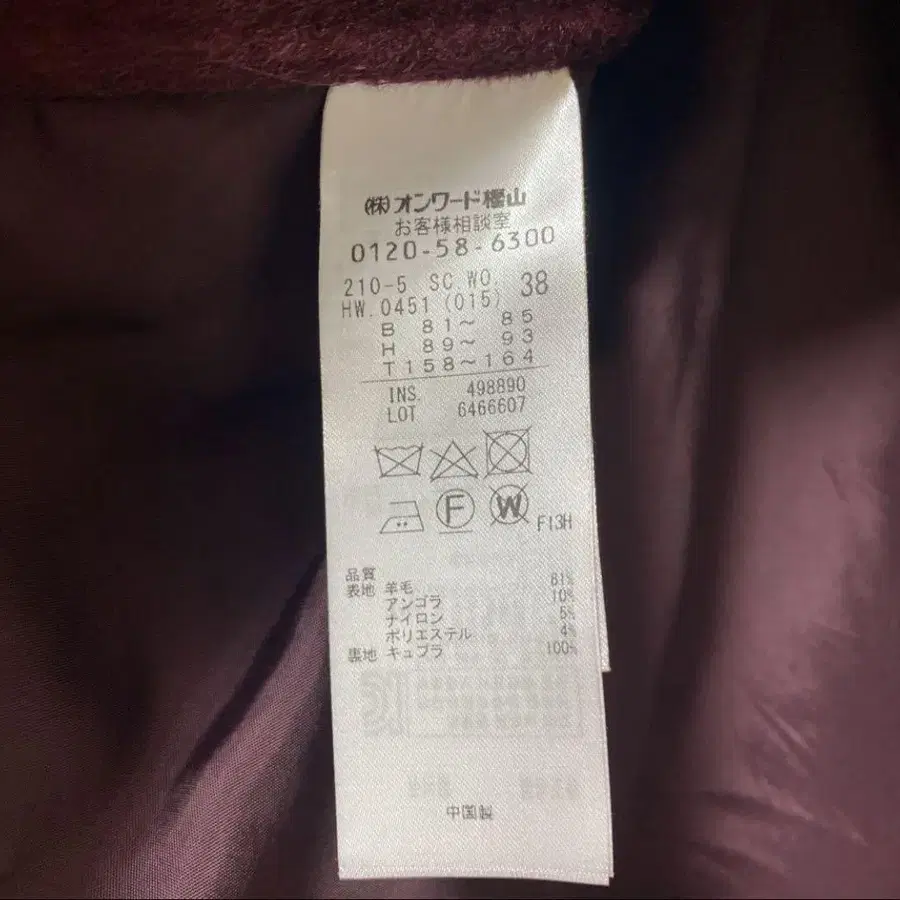 (株)オンワード樫山
お客様相談室
0120-58-6300
210-5 SC.WO. 38
HW.0451 (015)
B 81～ 85
H 89～ 93
T158～164
INS. 498890
LOT 6466607
F
W
F13H
品質
表地 羊毛 81%
アンゴラ 10%
ナイロン 5%
ポリエステル 4%
裏地 キュプラ 100%
中国製